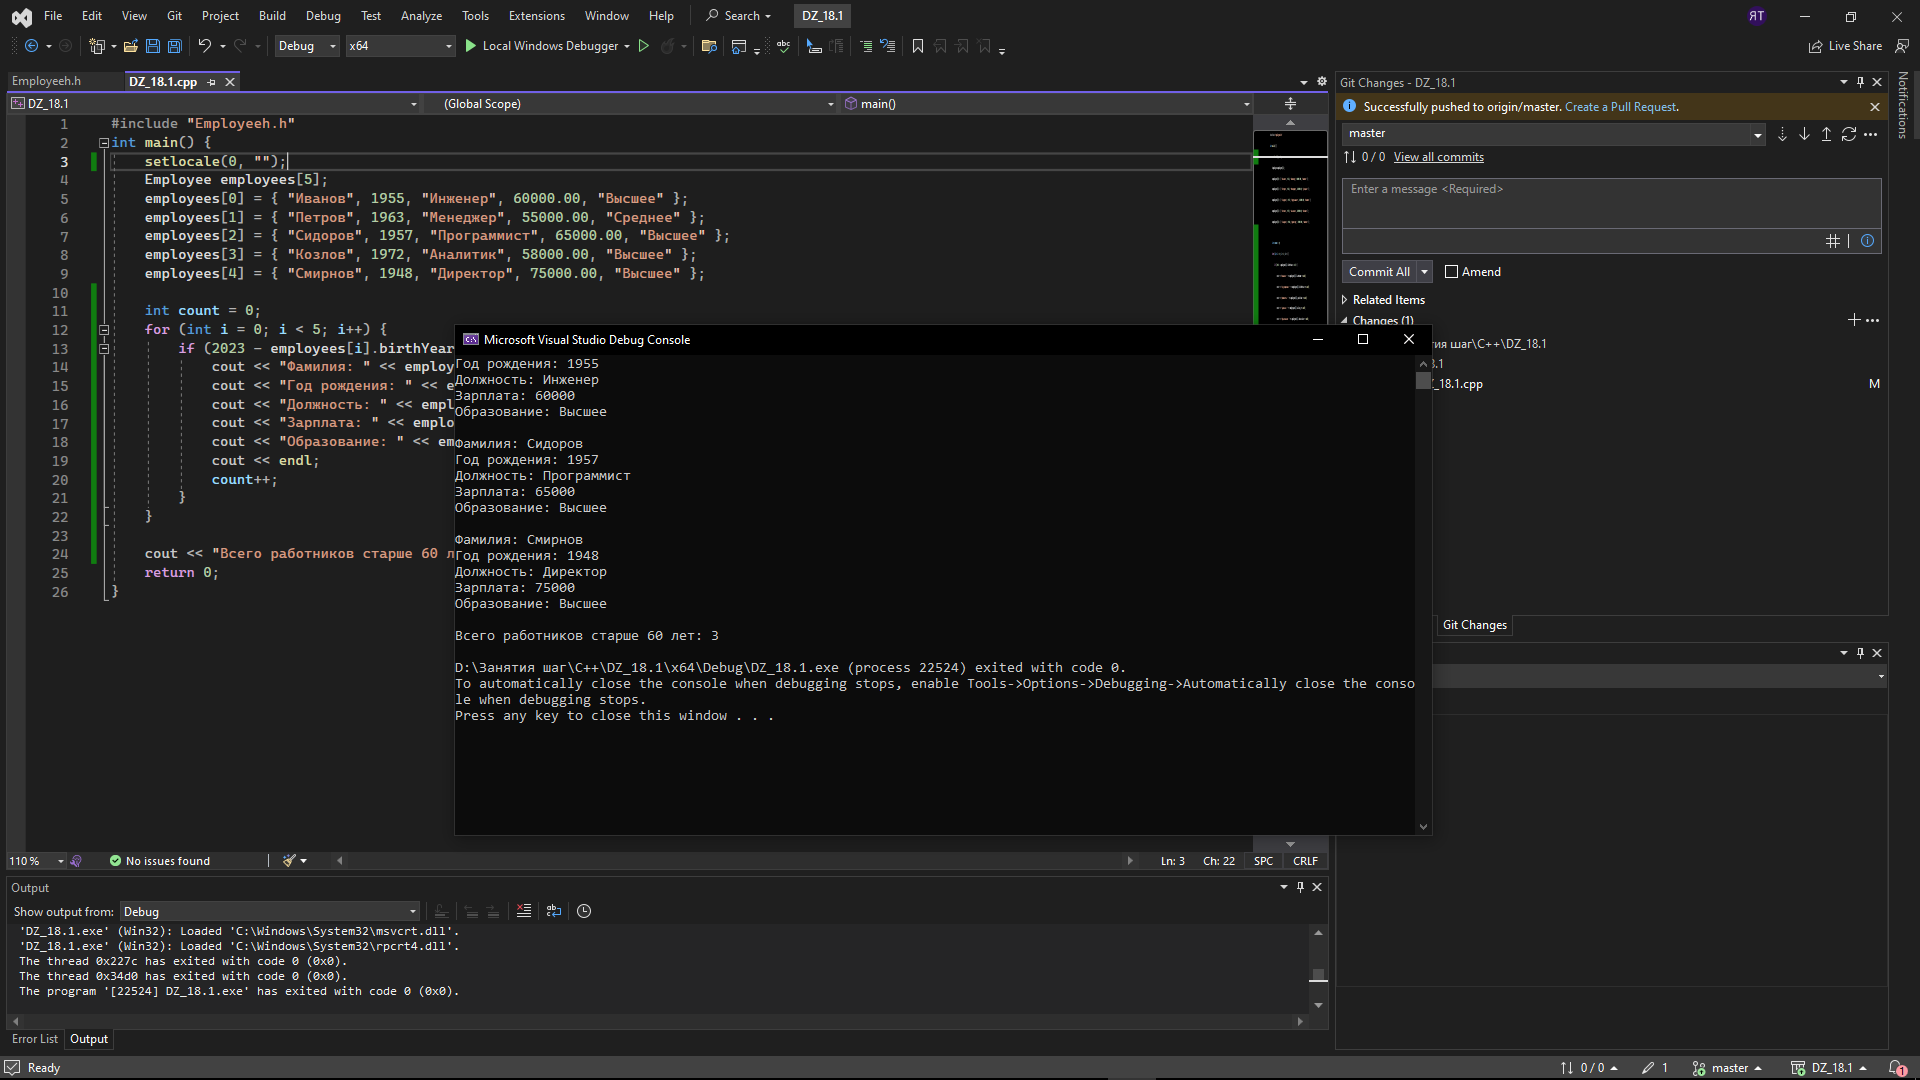 File Edit View Git Project Build Debug Test Analyze Tools Extensions Window Help Search DZ_18.1 ЯТ
Debug x64 Local Windows Debugger Live Share
Employeeh.h DZ_18.1.cpp
DZ_18.1 (Global Scope) main()
1 #include "Employeeh.h"
2 int main() {
3 setlocale(0, "");
4 Employee employees[5];
5 employees[0] = { "Иванов", 1955, "Инженер", 60000.00, "Высшее" };
6 employees[1] = { "Петров", 1963, "Менеджер", 55000.00, "Среднее" };
7 employees[2] = { "Сидоров", 1957, "Программист", 65000.00, "Высшее" };
8 employees[3] = { "Козлов", 1972, "Аналитик", 58000.00, "Высшее" };
9 employees[4] = { "Смирнов", 1948, "Директор", 75000.00, "Высшее" };
10
11 int count = 0;
12 for (int i = 0; i < 5; i++) {
13 if (2023 - employees[i].birthYear
14 cout << "Фамилия: " << employ
15 cout << "Год рождения: " << e
16 cout << "Должность: " << empl
17 cout << "Зарплата: " << emplo
18 cout << "Образование: " << em
19 cout << endl;
20 count++;
21 }
22 }
23
24 cout << "Всего работников старше 60 л
25 return 0;
26 }
Microsoft Visual Studio Debug Console
Год рождения: 1955
Должность: Инженер
Зарплата: 60000
Образование: Высшее
Фамилия: Сидоров
Год рождения: 1957
Должность: Программист
Зарплата: 65000
Образование: Высшее
Фамилия: Смирнов
Год рождения: 1948
Должность: Директор
Зарплата: 75000
Образование: Высшее
Всего работников старше 60 лет: 3
D:\Занятия шаг\C++\DZ_18.1\x64\Debug\DZ_18.1.exe (process 22524) exited with code 0.
To automatically close the console when debugging stops, enable Tools->Options->Debugging->Automatically close the conso
le when debugging stops.
Press any key to close this window . . .
110 % No issues found Ln: 3 Ch: 22 SPC CRLF
Output
Show output from: Debug
'DZ_18.1.exe' (Win32): Loaded 'C:\Windows\System32\msvcrt.dll'.
'DZ_18.1.exe' (Win32): Loaded 'C:\Windows\System32\rpcrt4.dll'.
The thread 0x227c has exited with code 0 (0x0).
The thread 0x34d0 has exited with code 0 (0x0).
The program '[22524] DZ_18.1.exe' has exited with code 0 (0x0).
Error List Output
Git Changes - DZ_18.1
Successfully pushed to origin/master. Create a Pull Request.
master
0 / 0 View all commits
Enter a message <Required>
Commit All Amend
Related Items
Changes (1)
ия шаг\C++\DZ_18.1
8.1
_18.1.cpp M
Git Changes
Notifications
Ready 0 / 0 1 master DZ_18.1 1